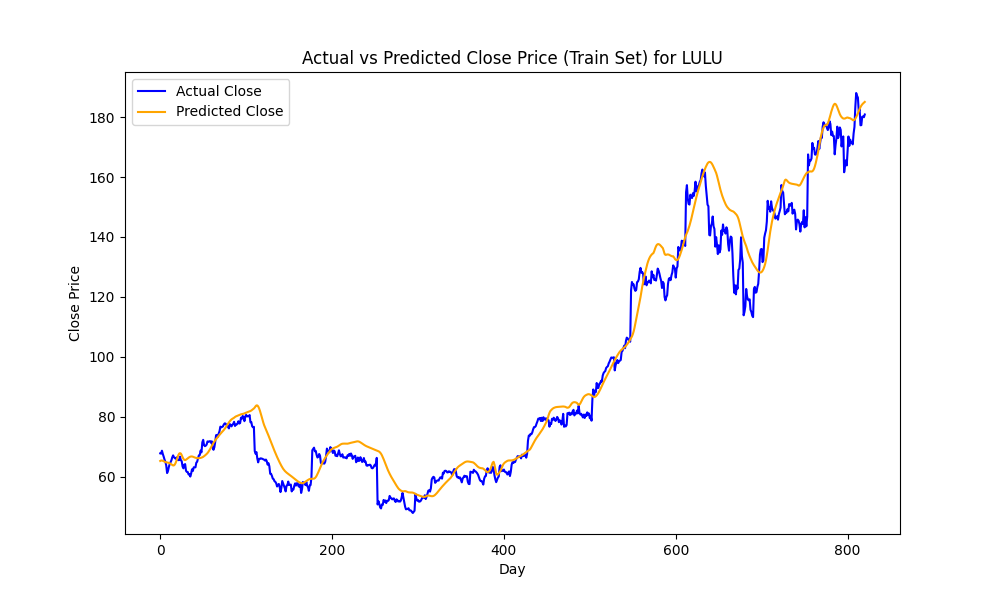 Actual vs Predicted Close Price (Train Set) for LULU
Actual Close
Predicted Close
180
160
140
120
100
80
60
Close Price
0 200 400 600 800
Day